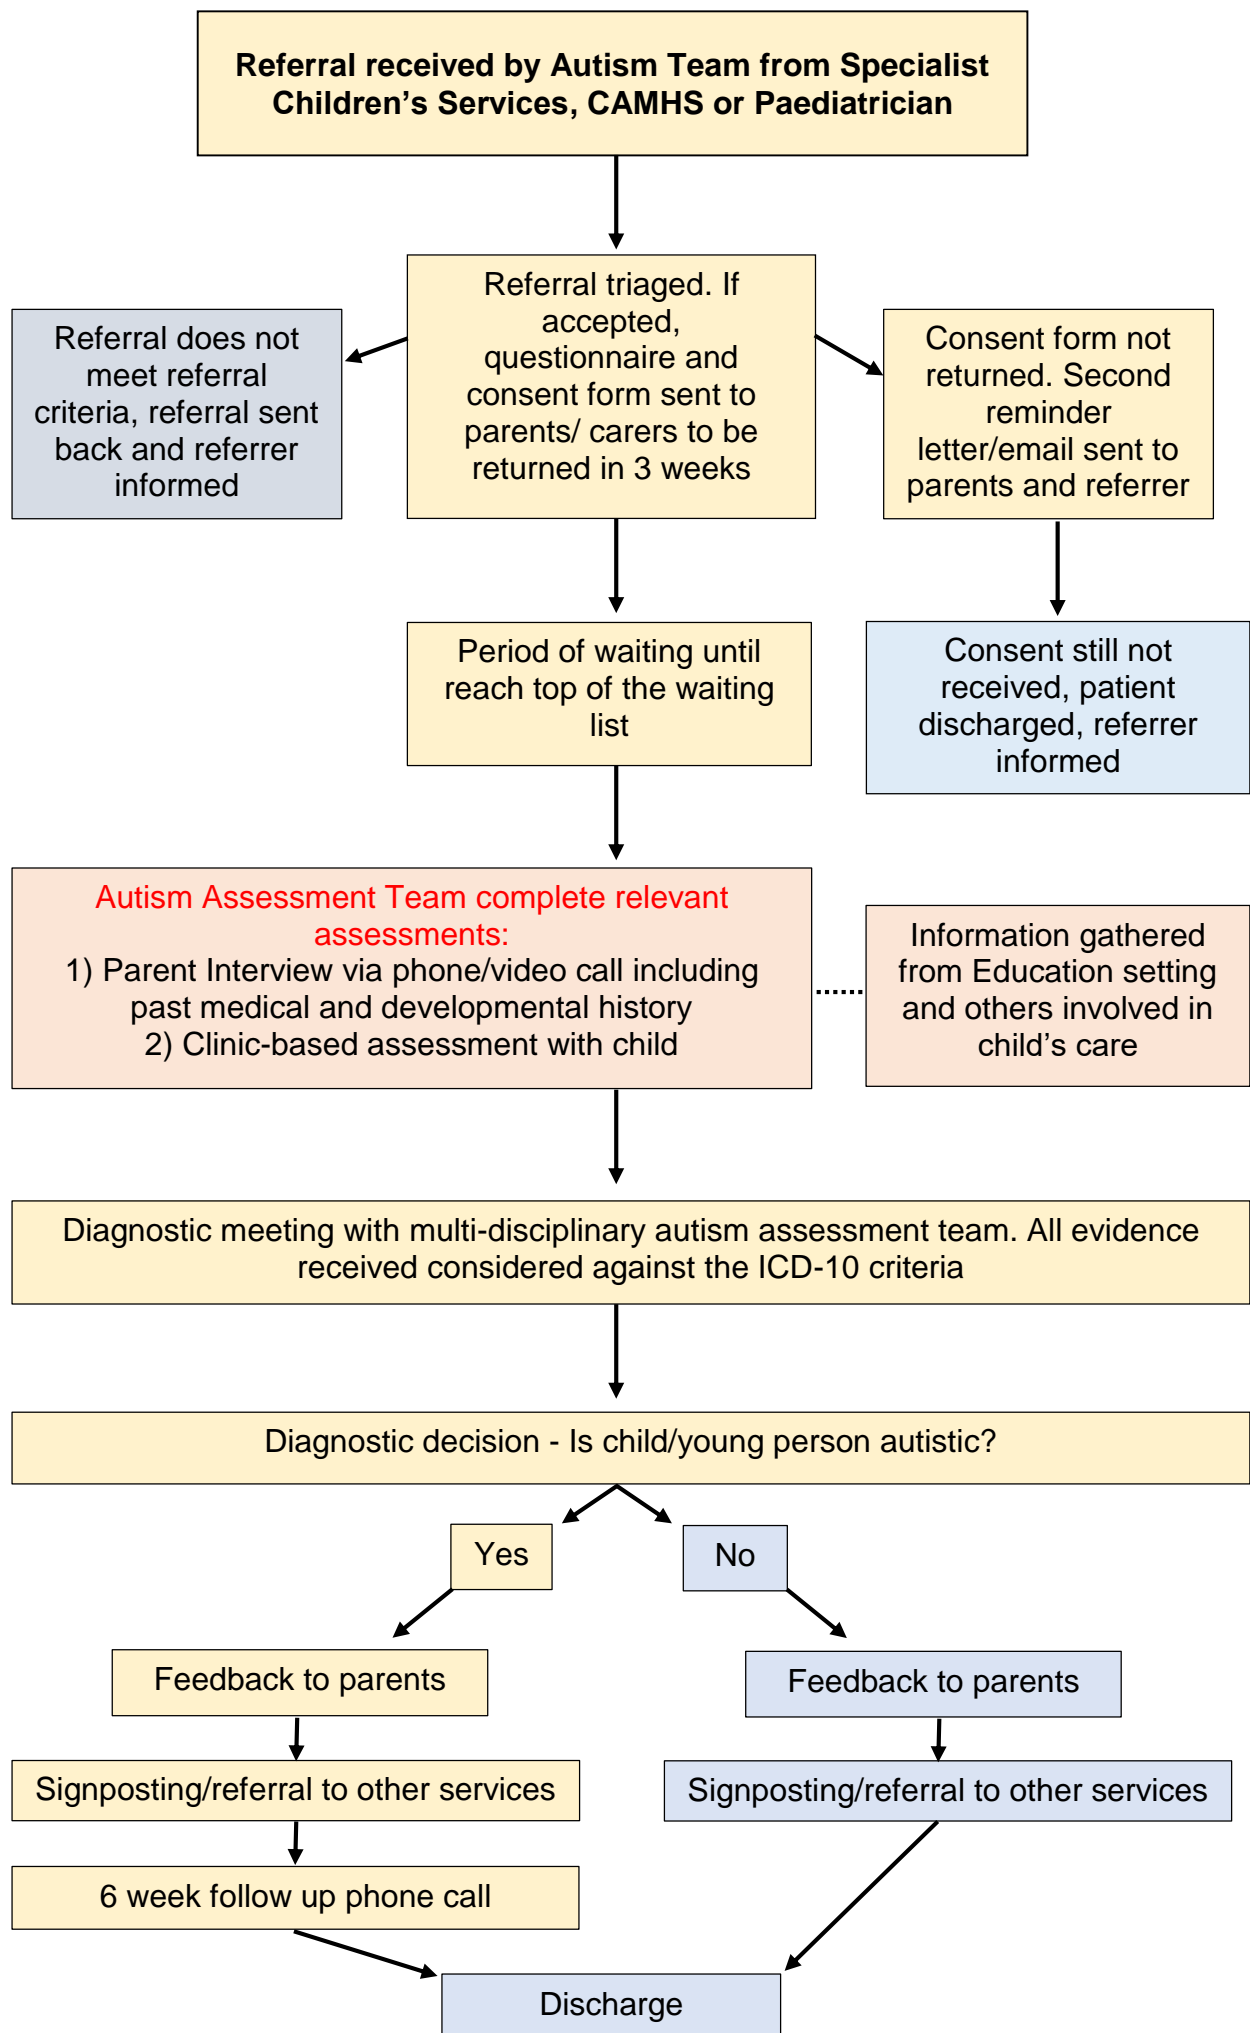 Referral received by Autism Team from Specialist
Children’s Services, CAMHS or Paediatrician
Referral triaged. If
accepted,
questionnaire and
consent form sent to
parents/ carers to be
returned in 3 weeks
Referral does not
meet referral
criteria, referral sent
back and referrer
informed
Consent form not
returned. Second
reminder
letter/email sent to
parents and referrer
Period of waiting until
reach top of the waiting
list
Consent still not
received, patient
discharged, referrer
informed
Autism Assessment Team complete relevant
assessments:
1) Parent Interview via phone/video call including
past medical and developmental history
2) Clinic-based assessment with child
Information gathered
from Education setting
and others involved in
child’s care
Diagnostic meeting with multi-disciplinary autism assessment team. All evidence
received considered against the ICD-10 criteria
Diagnostic decision - Is child/young person autistic?
Yes
No
Feedback to parents
Feedback to parents
Signposting/referral to other services
Signposting/referral to other services
6 week follow up phone call
Discharge